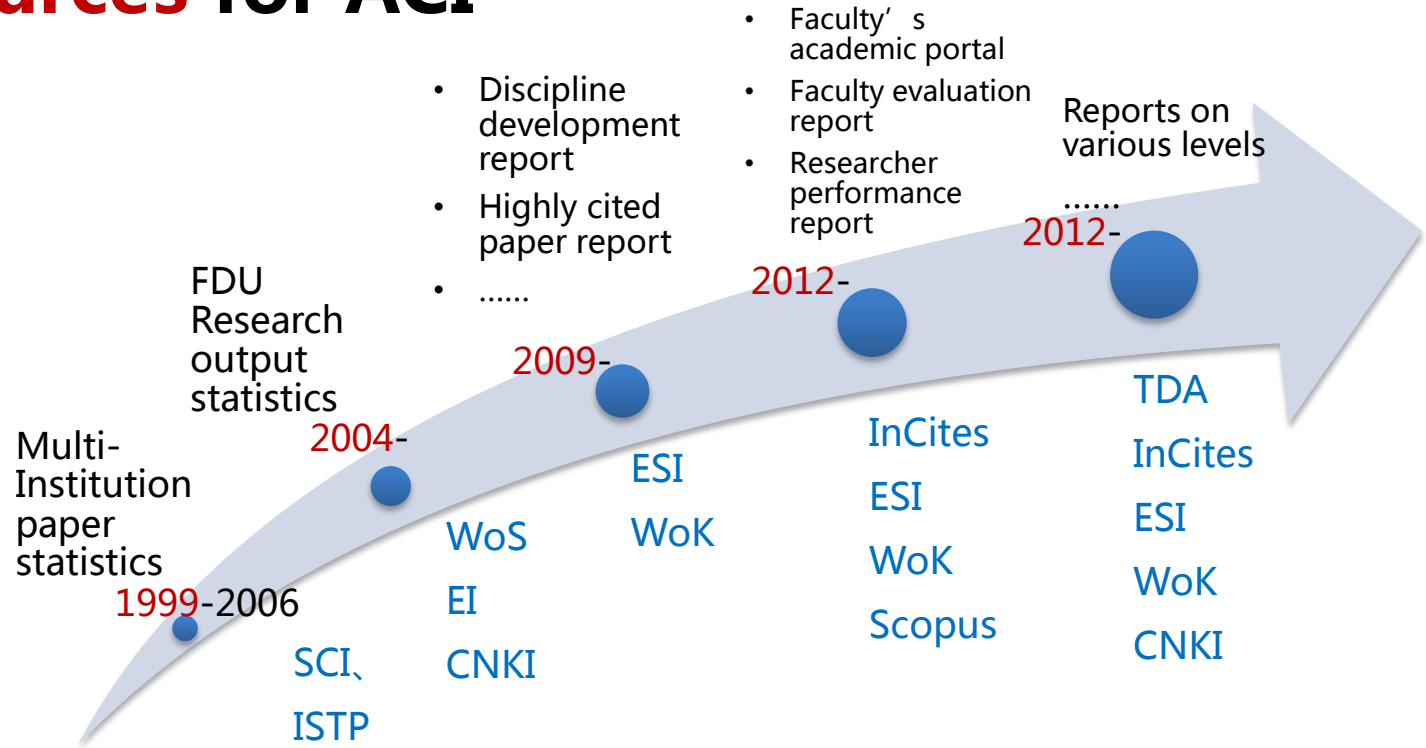 for ACI
Multi-
Institution
paper
statistics
1999-2006
SCI、
ISTP
FDU
Research
output
statistics
2004-
WoS
EI
CNKI
• Discipline
development
report
• Highly cited
paper report
• ......
2009-
ESI
WoK
• Faculty’s
academic portal
• Faculty evaluation
report
• Researcher
performance
report
2012-
InCites
ESI
WoK
Scopus
Reports on
various levels
......
2012-
TDA
InCites
ESI
WoK
CNKI